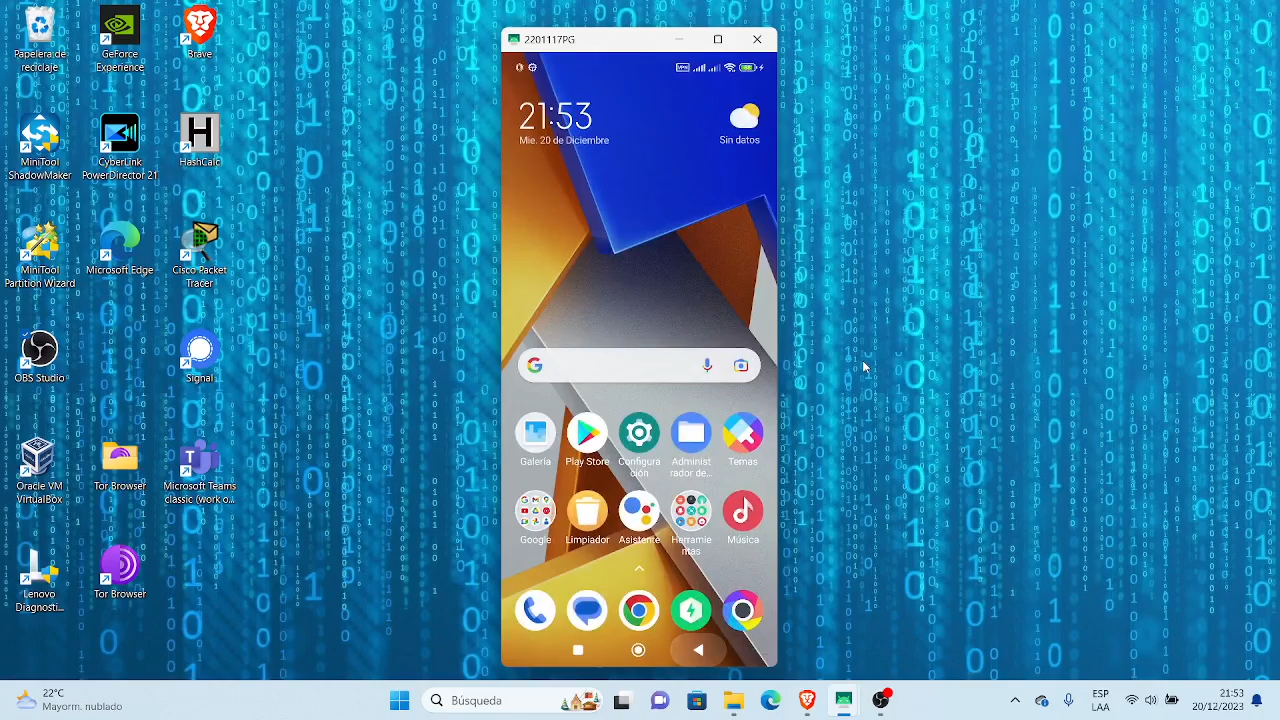 Papelera de
reciclaje
GeForce
Experience
Brave
MiniTool
ShadowMaker
CyberLink
PowerDirector 21
HashCalc
MiniTool
Partition Wizard
Microsoft Edge
Cisco Packet
Tracer
OBS Studio
Signal
Oracle VM
VirtualBox
Tor Browser
Microsoft Teams
classic (work o...
Lenovo
Diagnosti...
Tor Browser
2201117PG
VPN
21:53
Mie. 20 de Diciembre
Sin datos
Galería
Play Store
Configura
ción
Administ
rador de...
Temas
Google
Limpiador
Asistente
Herramie
ntas
Música
22°C
Mayorm. nublado
Búsqueda
ESP
LAA
21:53
20/12/2023